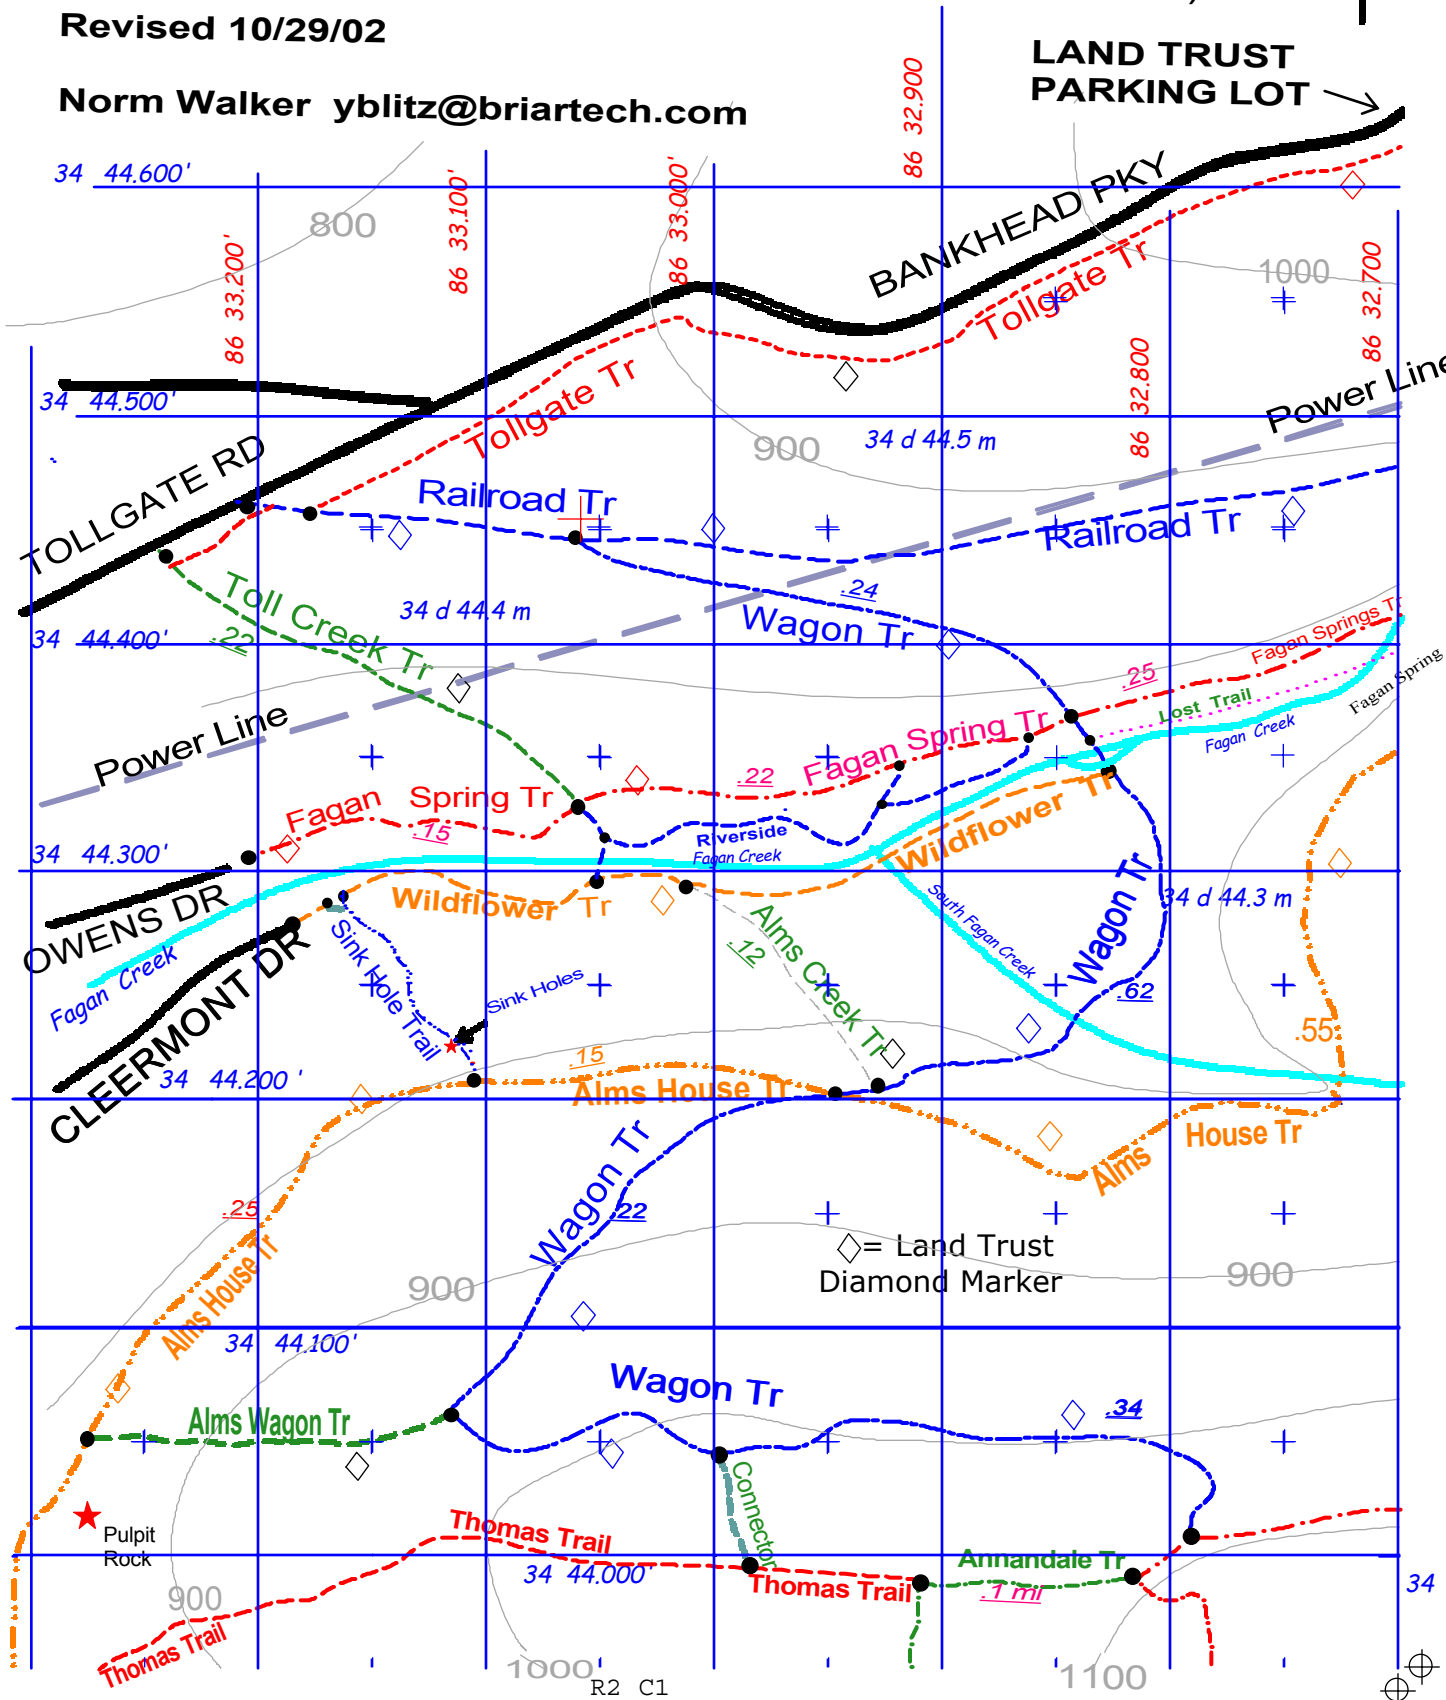 Revised 10/29/02
Norm Walker yblitz@briartech.com
LAND TRUST
PARKING LOT
86 32.900
34 44.600'
86 33.200'
86 33.100'
86 33.000'
800
BANKHEAD PKY
Tollgate Tr
1000
86 32.700
86 32.800
34 44.500'
Tollgate Tr
Power Line
TOLLGATE RD
900
34 d 44.5 m
Railroad Tr
Railroad Tr
Toll Creek Tr
.22
34 d 44.4 m
.24
Wagon Tr
34 44.400'
Fagan Springs Tr
.25
Lost Trail
Fagan Creek
Fagan Spring
Power Line
Fagan Spring Tr
.22
Fagan Spring Tr
.15
Riverside
Fagan Creek
Wildflower Tr
34 44.300'
OWENS DR
Wildflower Tr
Alms Creek Tr
.12
South Fagan Creek
Wagon Tr
34 d 44.3 m
.62
Fagan Creek
CLEERMONT DR
Sink Hole Trail
Sink Holes
.55
34 44.200 '
.15
Alms House Tr
Alms House Tr
Wagon Tr
.22
.25
Alms House Tr
= Land Trust
Diamond Marker
900
900
34 44.100'
Wagon Tr
.34
Alms Wagon Tr
Connector
Pulpit
Rock
Thomas Trail
34 44.000'
Thomas Trail
Annandale Tr
.1 mi
34
900
Thomas Trail
1000
1100
R2 C1